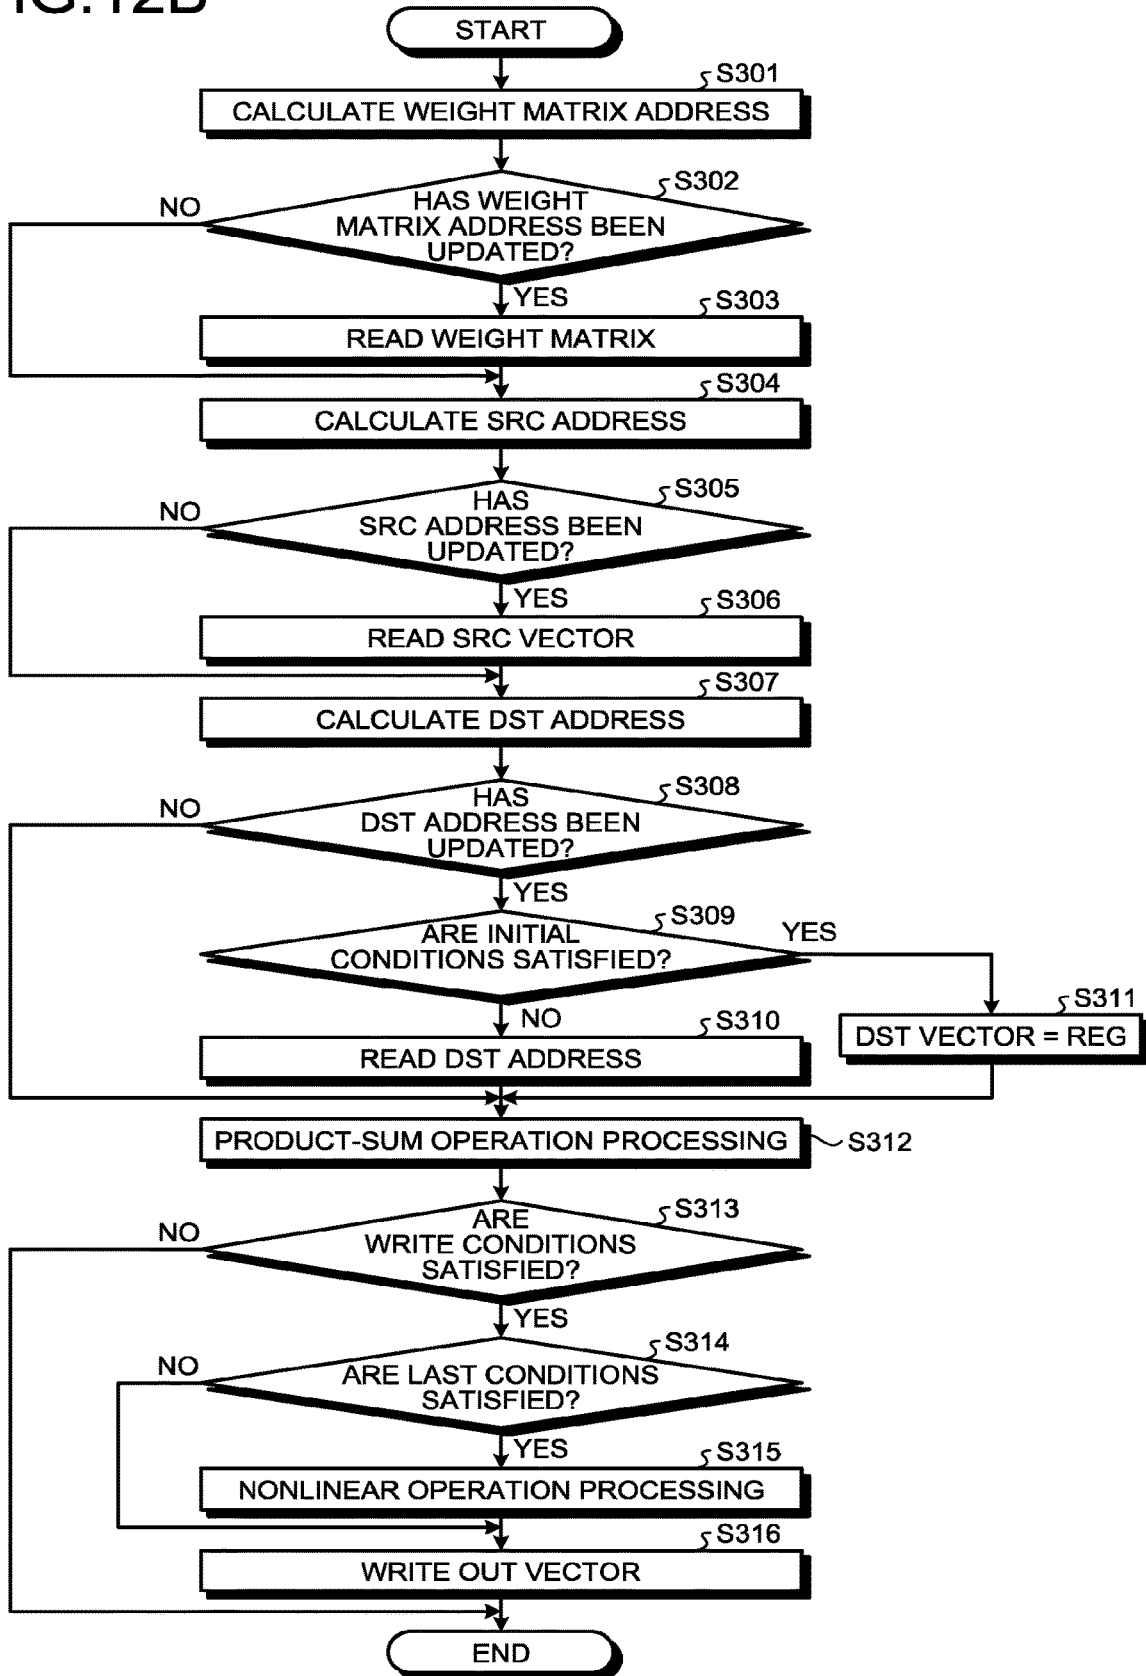 IG.12B
START
S301
CALCULATE WEIGHT MATRIX ADDRESS
S302
NO
HAS WEIGHT
MATRIX ADDRESS BEEN
UPDATED?
YES
S303
READ WEIGHT MATRIX
S304
CALCULATE SRC ADDRESS
S305
NO
HAS
SRC ADDRESS BEEN
UPDATED?
YES
S306
READ SRC VECTOR
S307
CALCULATE DST ADDRESS
S308
NO
HAS
DST ADDRESS BEEN
UPDATED?
YES
S309
ARE INITIAL
CONDITIONS SATISFIED?
YES
NO
S310
READ DST ADDRESS
S311
DST VECTOR = REG
PRODUCT-SUM OPERATION PROCESSING
S312
S313
NO
ARE
WRITE CONDITIONS
SATISFIED?
YES
S314
NO
ARE LAST CONDITIONS
SATISFIED?
YES
S315
NONLINEAR OPERATION PROCESSING
S316
WRITE OUT VECTOR
END